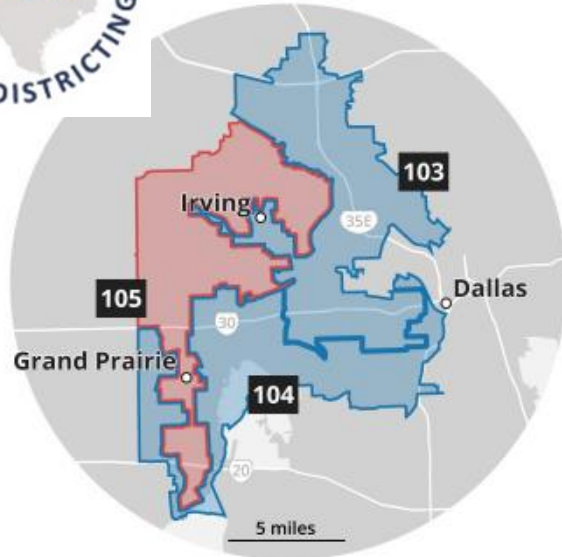 DISTRICTING
103
Irving
35E
105
Dallas
30
Grand Prairie
104
20
5 miles